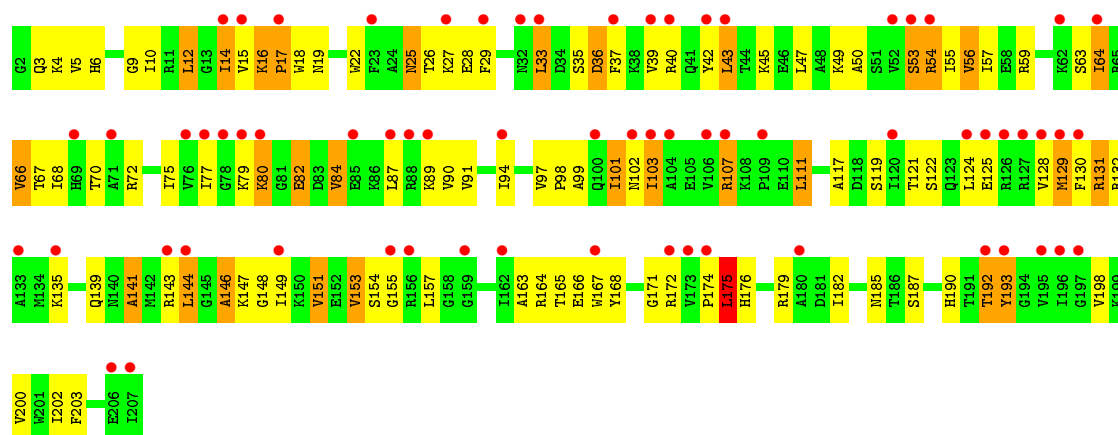 G2 Q3 K4 V5 H6 G9 I10 R11 L12 G13 I14 V15 K16 P17 W18 N19 W22 F23 A24 N25 T26 K27 E28 F29 N32 L33 D34 S35 D36 F37 K38 V39 R40 Q41 Y42 L43 T44 K45 E46 L47 A48 K49 A50 S51 V52 S53 R54 I55 V56 I57 E58 R59 K62 S63 I64
V66 T67 I68 H69 T70 A71 R72 I75 V76 I77 G78 K79 K80 G81 E82 D83 V84 E85 K86 L87 R88 K89 V90 V91 I94 V97 P98 A99 Q100 I101 N102 I103 A104 E105 V106 R107 K108 P109 E110 L111 A117 D118 S119 I120 T121 S122 Q123 L124 E125 R126 R127 V128 M129 F130 R131
A133 M134 K135 Q139 N140 A141 M142 R143 L144 G145 A146 K147 G148 I149 K150 V151 E152 V153 S154 G155 R156 L157 G158 G159 I162 A163 R164 T165 E166 W167 Y168 G171 R172 V173 P174 L175 H176 R179 A180 D181 I182 N185 T186 S187 H190 T191 T192 Y193 G194 V195 I196 G197 V198
V200 W201 I202 F203 E206 I207